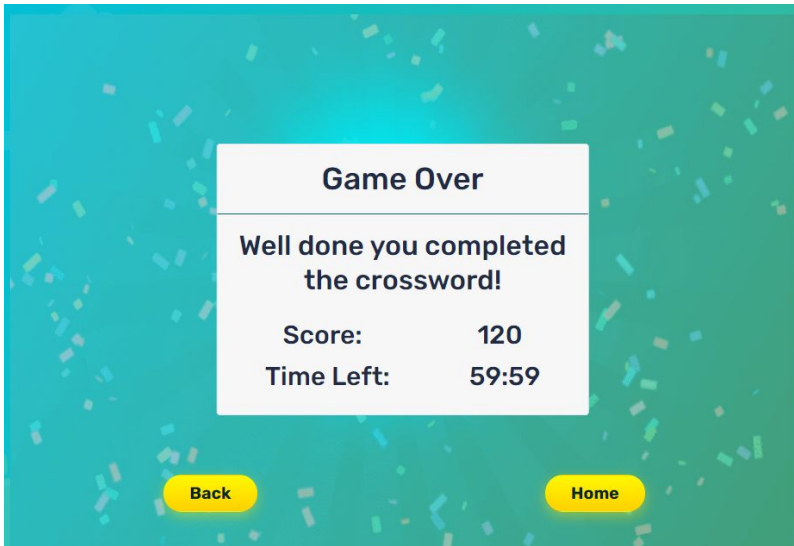 Game Over
Well done you completed
the crossword!
Score: 120
Time Left: 59:59
Back Home